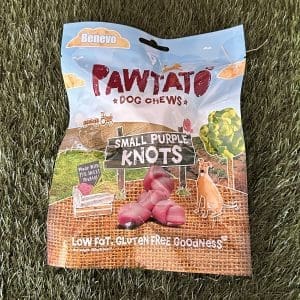 Benevo
PAWTATO
DOG CHEWS
SMALL PURPLE
KNOTS
LOW FAT, GLUTEN FREE GOODNESS